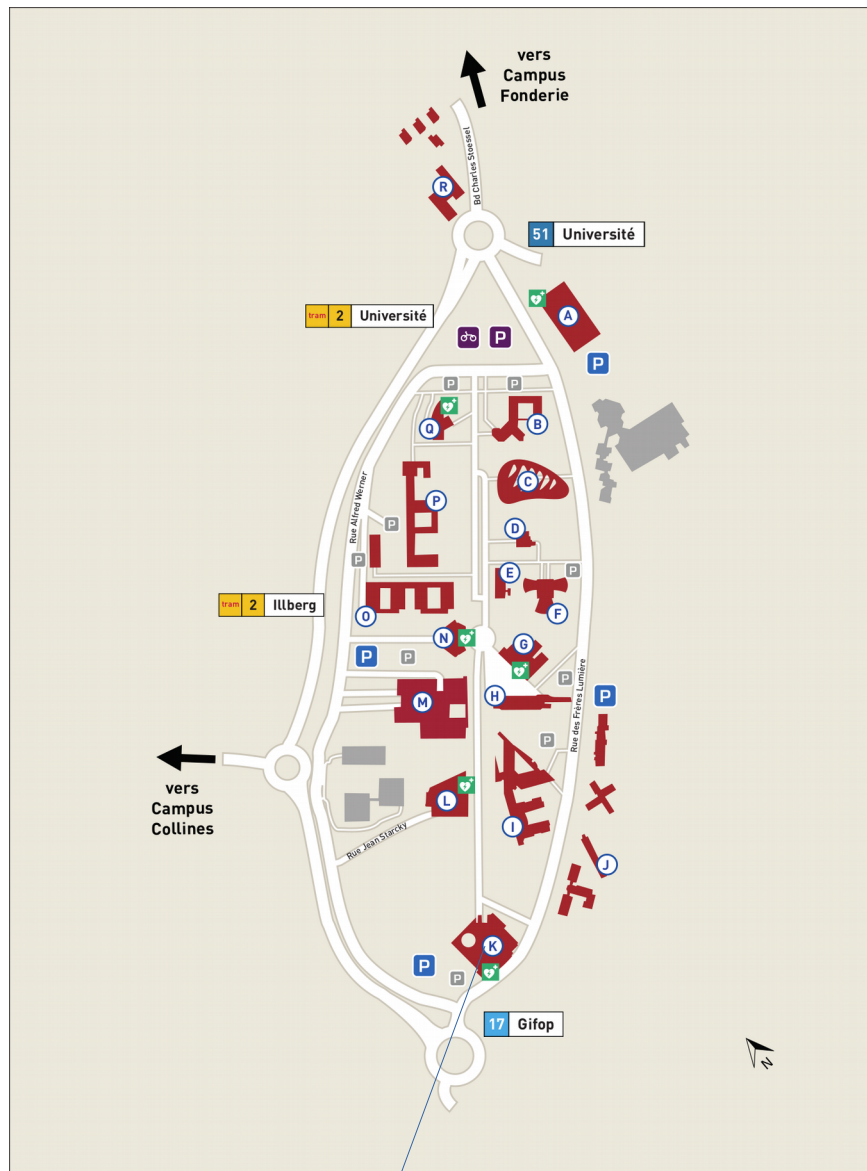 vers
Campus
Fonderie
Bd Charles Stoessel
R
51 Université
A
tram 2 Université
P
P
P
P
B
Q
C
P
Rue Alfred Werner
P
D
P
E
P
F
tram 2 Illberg
O
N
G
P
P
H
P
P
M
Rue des Frères Lumière
P
vers
Campus
Collines
L
I
Rue Jean Starcky
J
K
P
P
17 Gifop
N